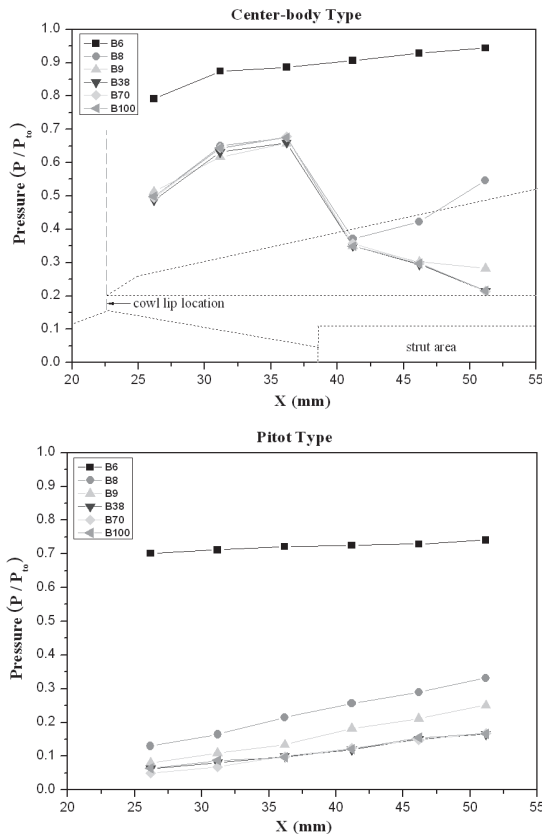 Center-body Type
1.0
0.9
0.8
0.7
0.6
0.5
0.4
0.3
0.2
0.1
0.0
Pressure (P / Pto)
B6
B8
B9
B38
B70
B100
cowl lip location
strut area
20 25 30 35 40 45 50 55
X (mm)
Pitot Type
1.0
0.9
0.8
0.7
0.6
0.5
0.4
0.3
0.2
0.1
0.0
Pressure (P / Pto)
B6
B8
B9
B38
B70
B100
20 25 30 35 40 45 50 55
X (mm)